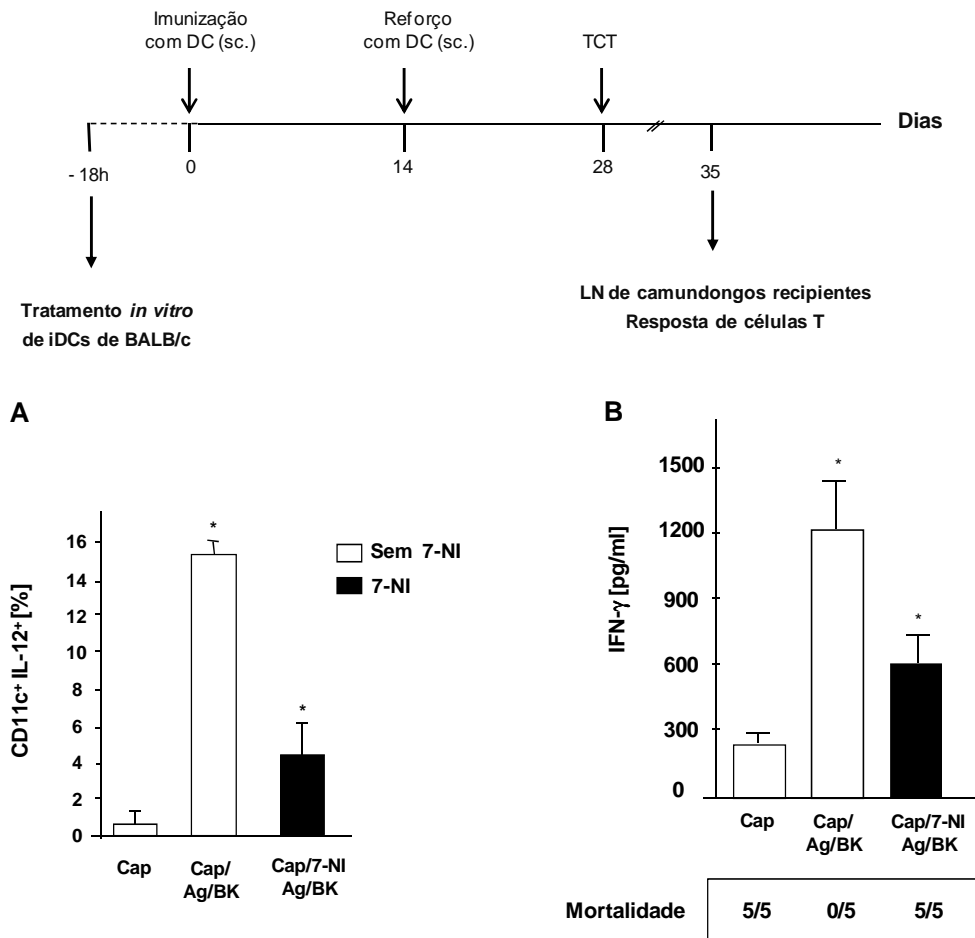 Imunização
com DC (sc.)
Reforço
com DC (sc.)
TCT
Dias
- 18h
0
14
28
35
Tratamento in vitro
de iDCs de BALB/c
LN de camundongos recipientes
Resposta de células T
A
CD11c⁺ IL-12⁺ [%]
16
14
12
10
8
6
4
2
0
*
*
Sem 7-NI
7-NI
Cap
Cap/
Ag/BK
Cap/7-NI
Ag/BK
B
IFN-γ [pg/ml]
1500
1200
900
600
300
0
*
*
Cap
Cap/
Ag/BK
Cap/7-NI
Ag/BK
Mortalidade 5/5 0/5 5/5